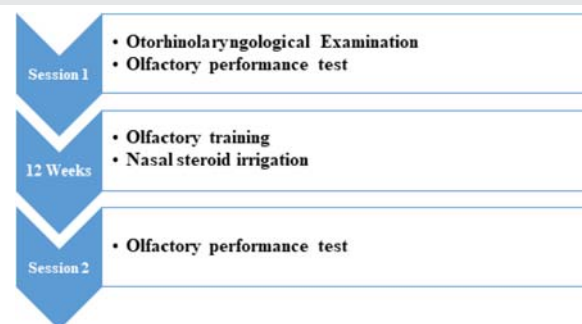 Session 1
• Otorhinolaryngological Examination
• Olfactory performance test
12 Weeks
• Olfactory training
• Nasal steroid irrigation
Session 2
• Olfactory performance test